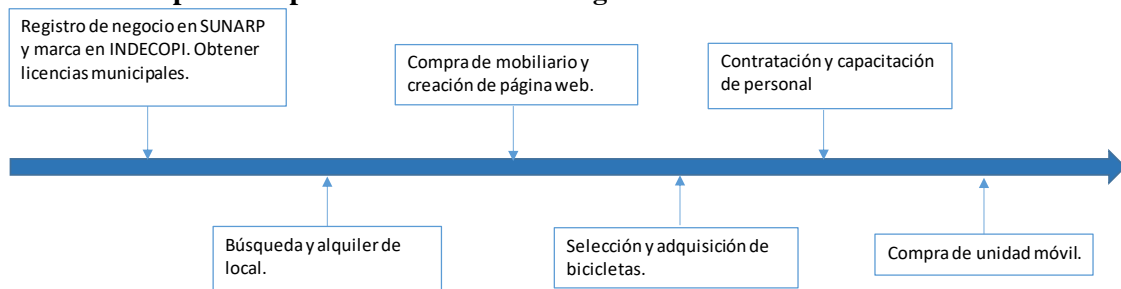 Registro de negocio en SUNARP
y marca en INDECOPI. Obtener
licencias municipales.
Compra de mobiliario y
creación de página web.
Contratación y capacitación
de personal
Búsqueda y alquiler de
local.
Selección y adquisición de
bicicletas.
Compra de unidad móvil.